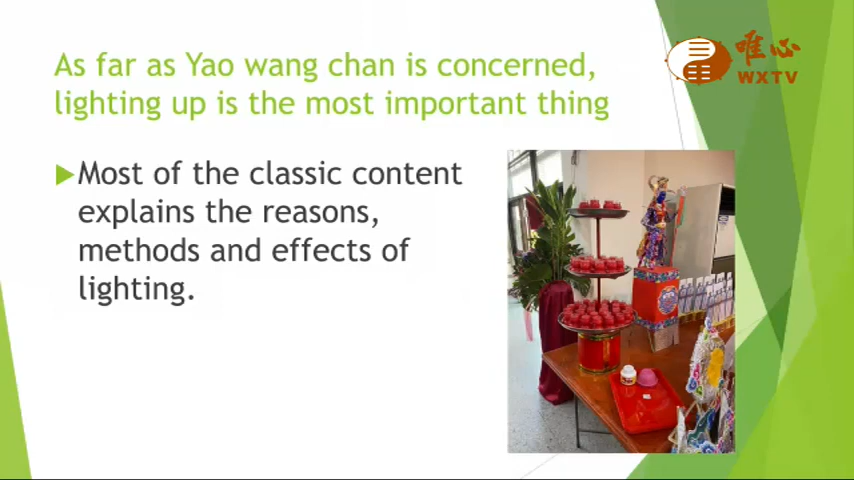 As far as Yao wang chan is concerned,
lighting up is the most important thing
唯心
WXTV
Most of the classic content
explains the reasons,
methods and effects of
lighting.